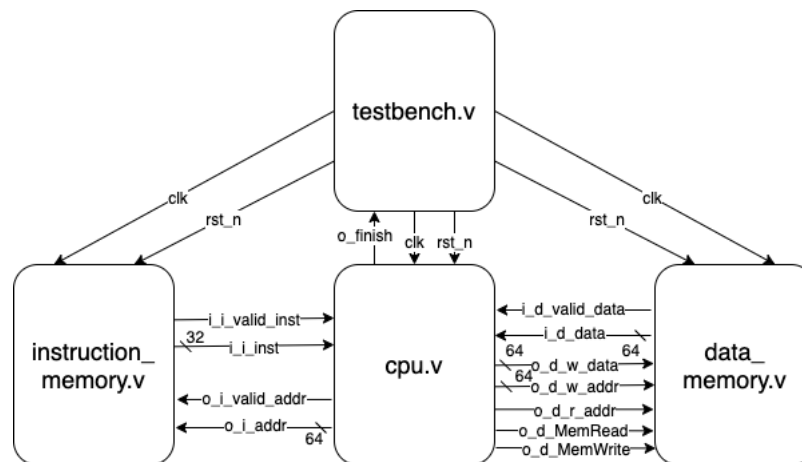 testbench.v
clk
rst_n
o_finish
clk
rst_n
rst_n
clk
instruction_
memory.v
i_i_valid_inst
32
i_i_inst
o_i_valid_addr
o_i_addr
64
cpu.v
i_d_valid_data
i_d_data
64
64
o_d_w_data
64
o_d_w_addr
o_d_r_addr
o_d_MemRead
o_d_MemWrite
data_
memory.v